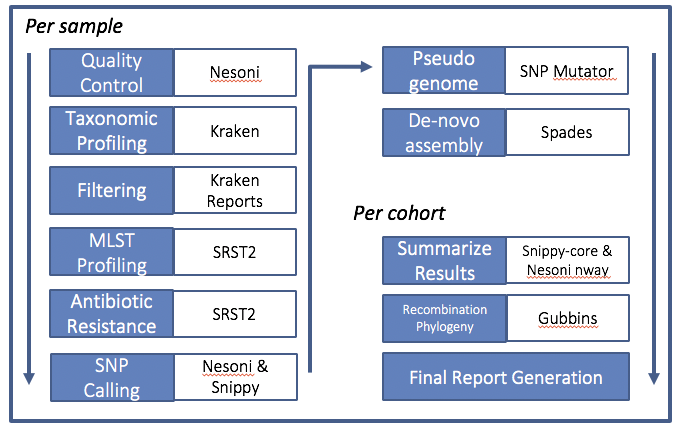 Per sample
Quality
Control
Nesoni
Taxonomic
Profiling
Kraken
Filtering
Kraken
Reports
MLST
Profiling
SRST2
Antibiotic
Resistance
SRST2
SNP
Calling
Nesoni &
Snippy
Pseudo
genome
SNP Mutator
De-novo
assembly
Spades
Per cohort
Summarize
Results
Snippy-core &
Nesoni nway
Recombination
Phylogeny
Gubbins
Final Report Generation